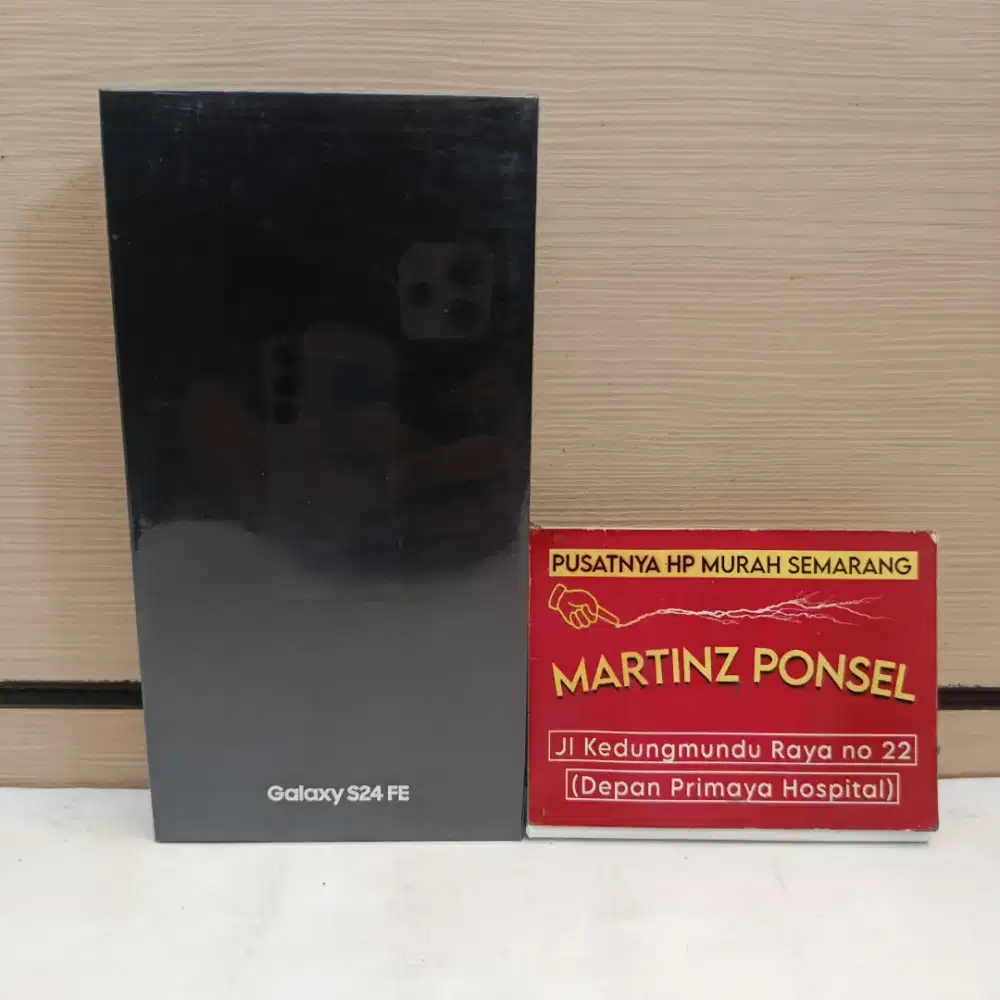 Galaxy S24 FE
PUSATNYA HP MURAH SEMARANG
MARTINZ PONSEL
Jl Kedungmundu Raya no 22
(Depan Primaya Hospital)